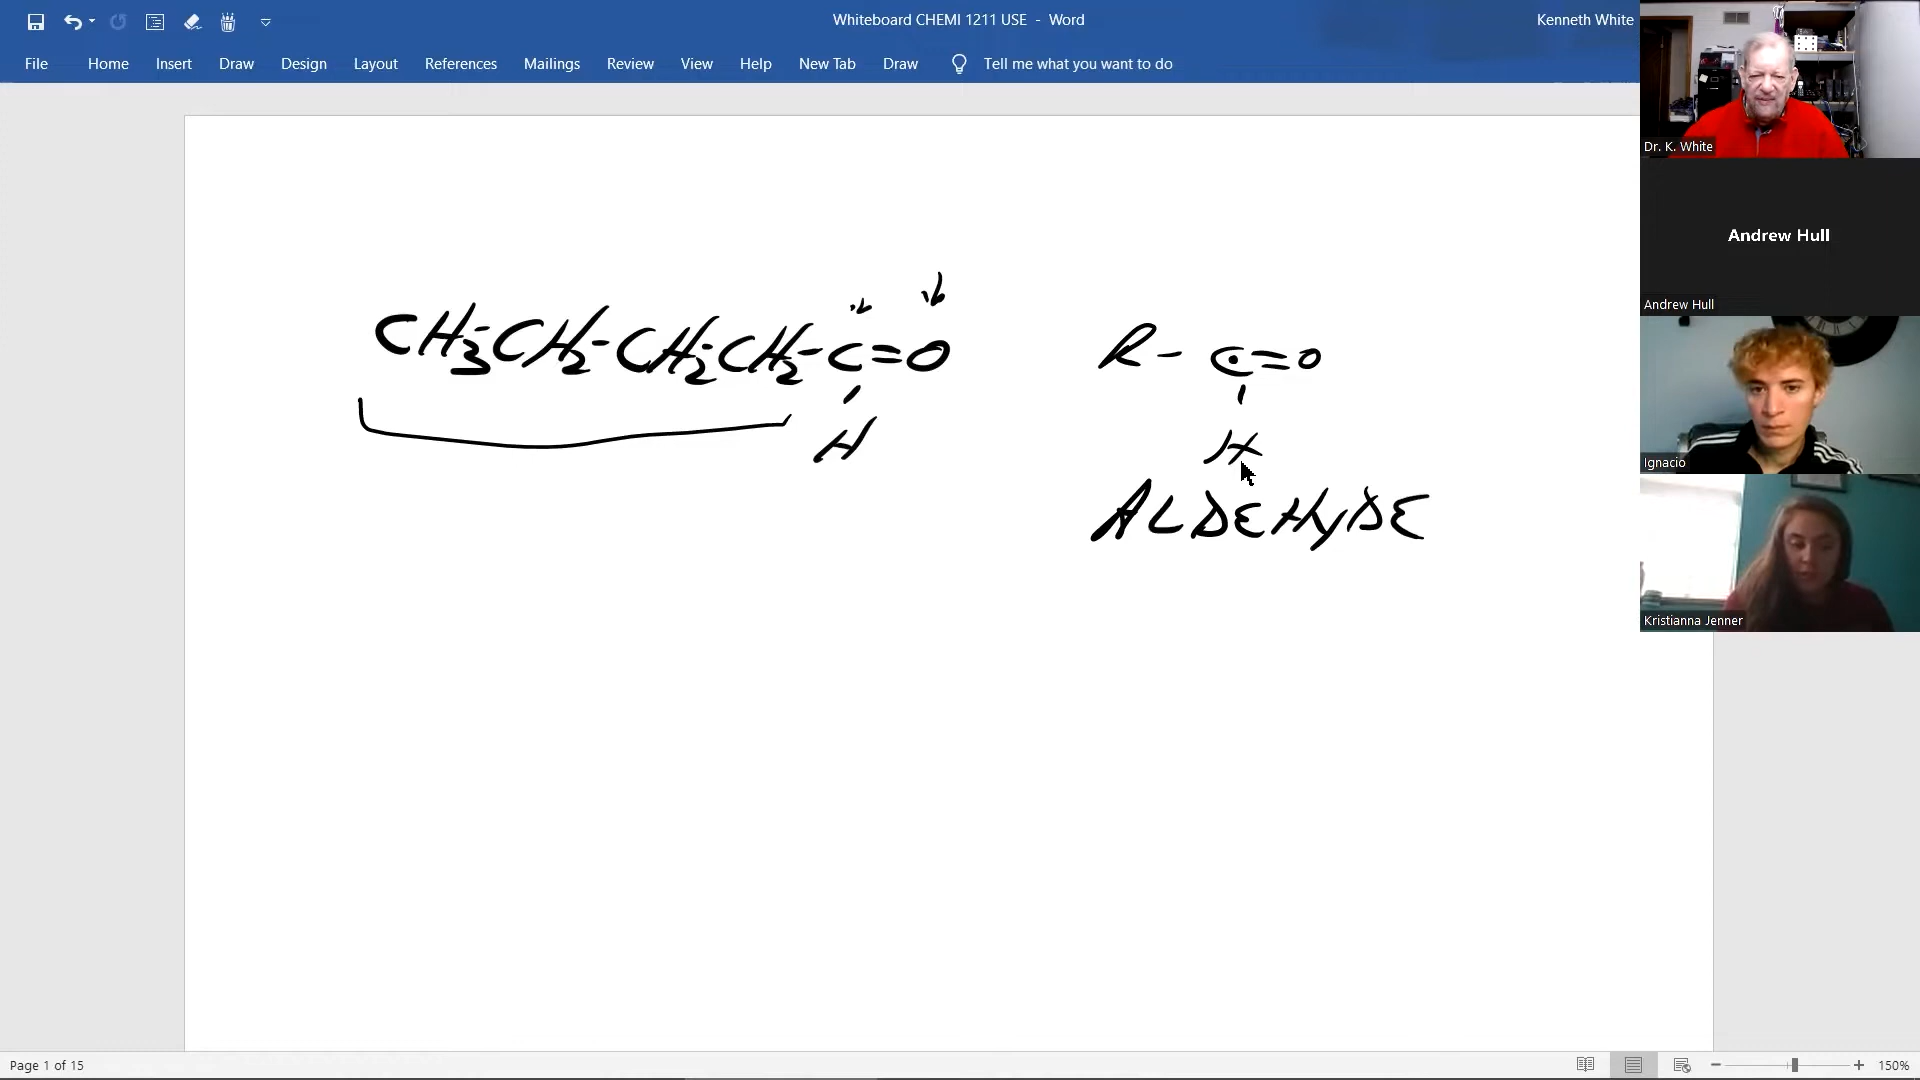 Whiteboard CHEMI 1211 USE - Word
Kenneth White
File Home Insert Draw Design Layout References Mailings Review View Help New Tab Draw Tell me what you want to do
Dr. K. White
Andrew Hull
Andrew Hull
Ignacio
Kristianna Jenner
CH3-CH2-CH2-CH2-C=O
H
R-C=O
H
ALDEHYDE
Page 1 of 15
150%